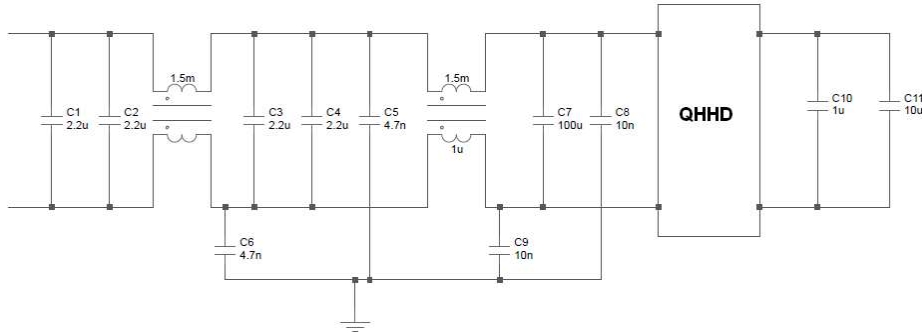 1.5m
1.5m
C1
2.2u
C2
2.2u
C3
2.2u
C4
2.2u
C5
4.7n
C7
100u
C8
10n
QHHD
C10
1u
C11
10u
1u
C6
4.7n
C9
10n